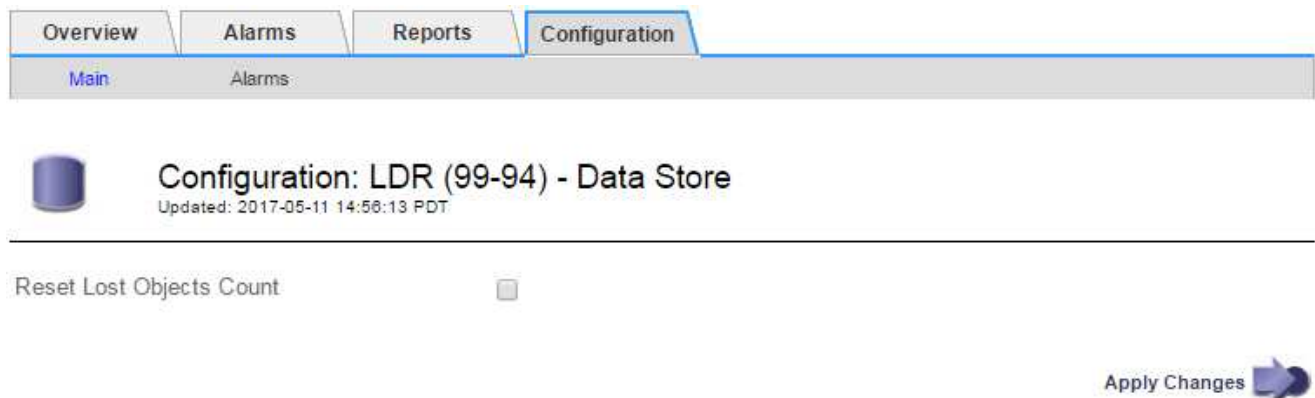 Overview Alarms Reports Configuration
Main Alarms
Configuration: LDR (99-94) - Data Store
Updated: 2017-05-11 14:56:13 PDT
Reset Lost Objects Count
Apply Changes